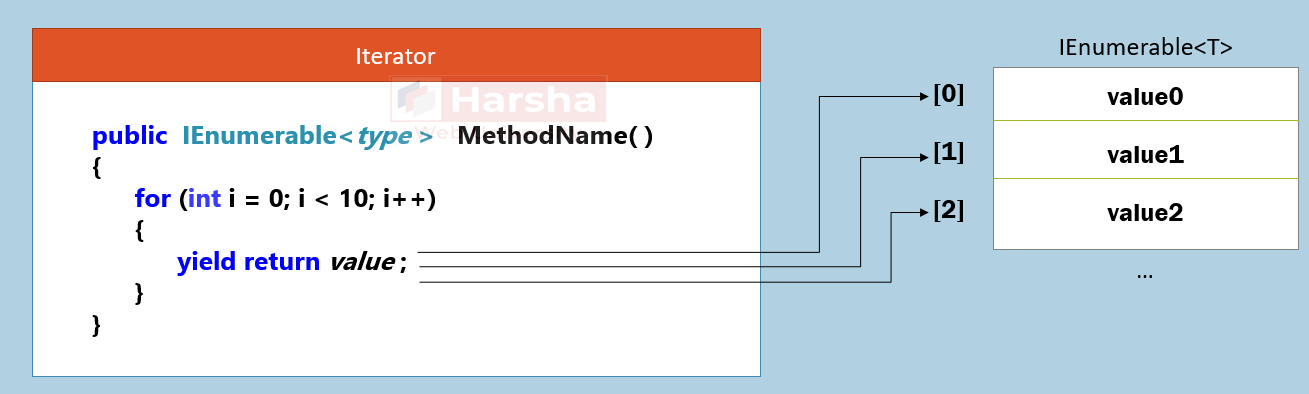 Iterator
Harsha
public IEnumerable<type> MethodName( )
{
for (int i = 0; i < 10; i++)
{
yield return value;
}
}
IEnumerable<T>
[0] value0
[1] value1
[2] value2
...